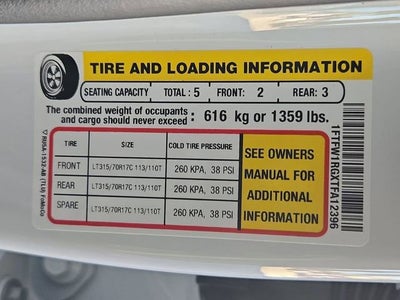 TIRE AND LOADING INFORMATION
SEATING CAPACITY TOTAL : 5 FRONT: 2 REAR: 3
The combined weight of occupants
and cargo should never exceed : 616 kg or 1359 lbs.
TIRE SIZE COLD TIRE PRESSURE
FRONT LT315/70R17C 113/110T 260 KPA, 38 PSI
REAR LT315/70R17C 113/110T 260 KPA, 38 PSI
SPARE LT315/70R17C 113/110T 260 KPA, 38 PSI
SEE OWNERS
MANUAL FOR
ADDITIONAL
INFORMATION
1FTFW1RGXTFA12396